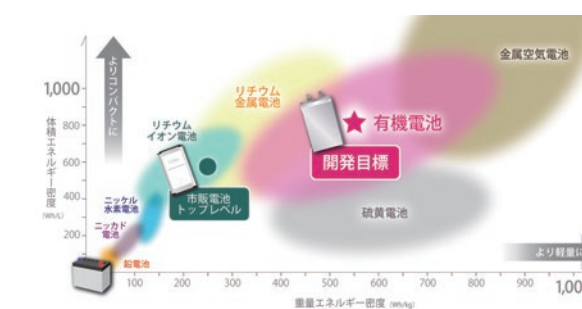 よりコンパクトに
金属空気電池
1,000
リチウム
金属電池
体積エネルギー密度
(Wh/L)
800
リチウム
イオン電池
有機電池
600
開発目標
400
市販電池
トップレベル
ニッケル
水素電池
硫黄電池
200
ニッカド
電池
鉛電池
より軽量に
100
200
300
400
500
600
700
800
900
1,00
重量エネルギー密度 (Wh/kg)